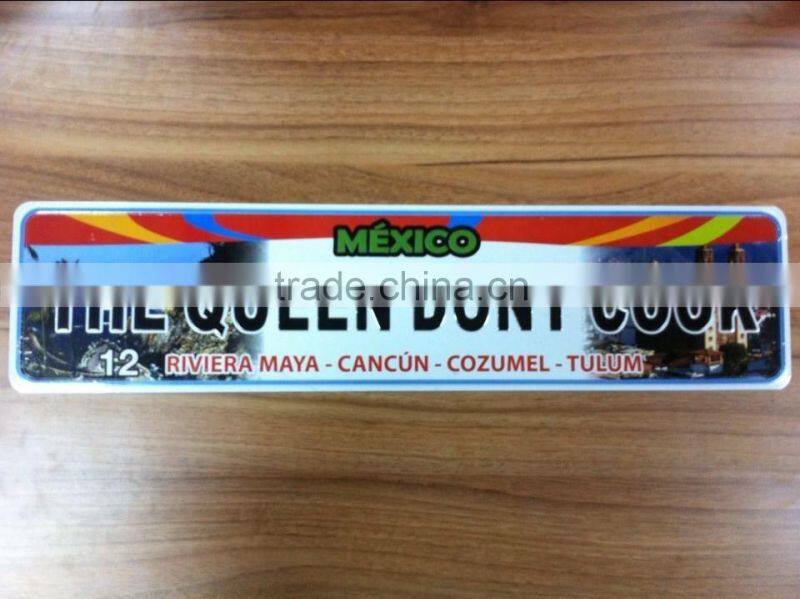 MÉXICO
trade.china.cn
THE QUEEN DONT COOK
12 RIVIERA MAYA - CANCÚN - COZUMEL - TULUM